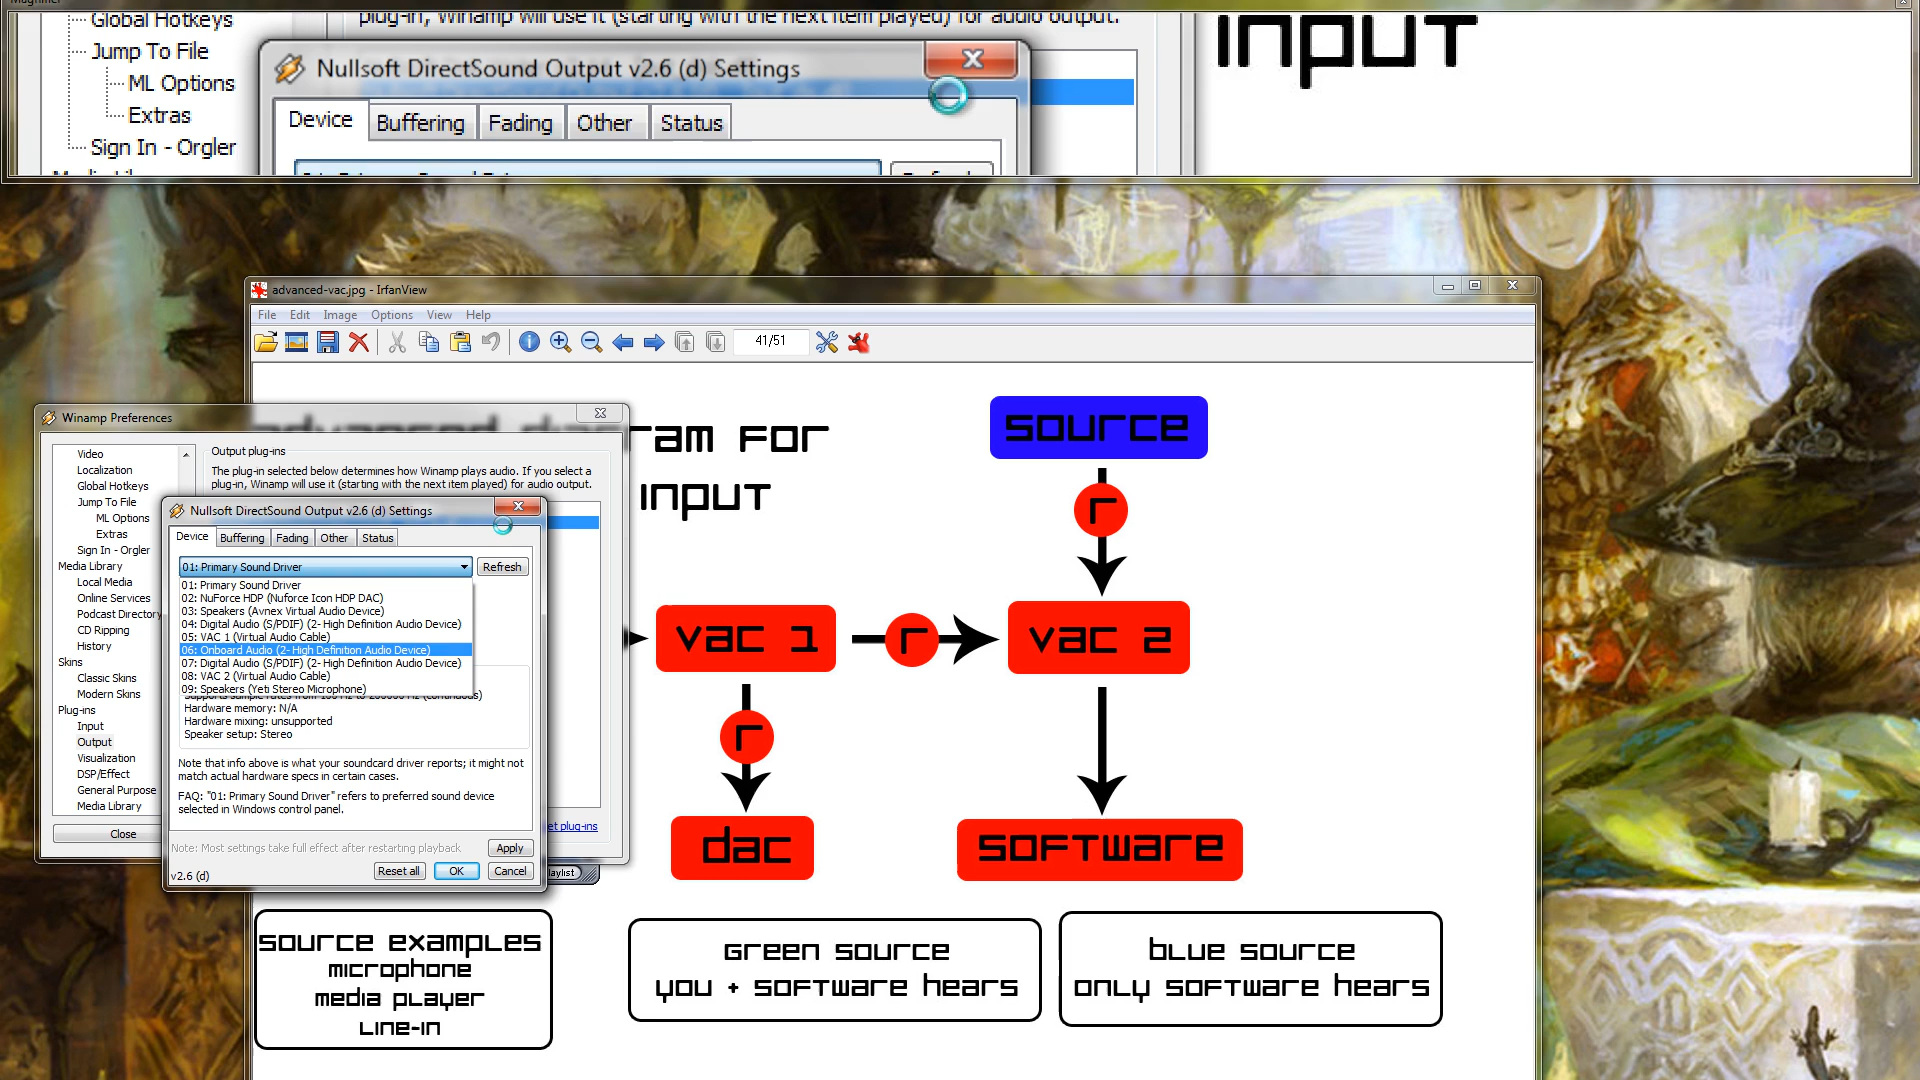 Magnifier
Global Hotkeys
Jump To File
ML Options
Extras
Sign In - Orgler
plug-in, Winamp will use it (starting with the next item played) for audio output.
Nullsoft DirectSound Output v2.6 (d) Settings
Device
Buffering
Fading
Other
Status
INPUT
advanced-vac.jpg - IrfanView
File Edit Image Options View Help
41/51
Winamp Preferences
Video
Localization
Global Hotkeys
Jump To File
ML Options
Extras
Sign In - Orgler
Media Library
Local Media
Online Services
Podcast Directory
CD Ripping
History
Skins
Classic Skins
Modern Skins
Plug-ins
Input
Output
Visualization
DSP/Effect
General Purpose
Media Library
Close
Output plug-ins
The plug-in selected below determines how Winamp plays audio. If you select a
plug-in, Winamp will use it (starting with the next item played) for audio output.
Nullsoft DirectSound Output v2.6 (d) Settings
Device
Buffering
Fading
Other
Status
01: Primary Sound Driver
Refresh
01: Primary Sound Driver
02: NuForce HDP (Nuforce Icon HDP DAC)
03: Speakers (Avnex Virtual Audio Device)
04: Digital Audio (S/PDIF) (2- High Definition Audio Device)
05: VAC 1 (Virtual Audio Cable)
06: Onboard Audio (2- High Definition Audio Device)
07: Digital Audio (S/PDIF) (2- High Definition Audio Device)
08: VAC 2 (Virtual Audio Cable)
09: Speakers (Yeti Stereo Microphone)
Hardware memory: N/A
Hardware mixing: unsupported
Speaker setup: Stereo
Note that info above is what your soundcard driver reports; it might not
match actual hardware specs in certain cases.
FAQ: "01: Primary Sound Driver" refers to preferred sound device
selected in Windows control panel.
Note: Most settings take full effect after restarting playback
Apply
v2.6 (d)
Reset all
OK
Cancel
et plug-ins
aylist
advanced diagram for
INPUT
source
r
vac 1
r
vac 2
r
dac
software
source examples
microphone
media player
line-in
green source
you + software hears
blue source
only software hears